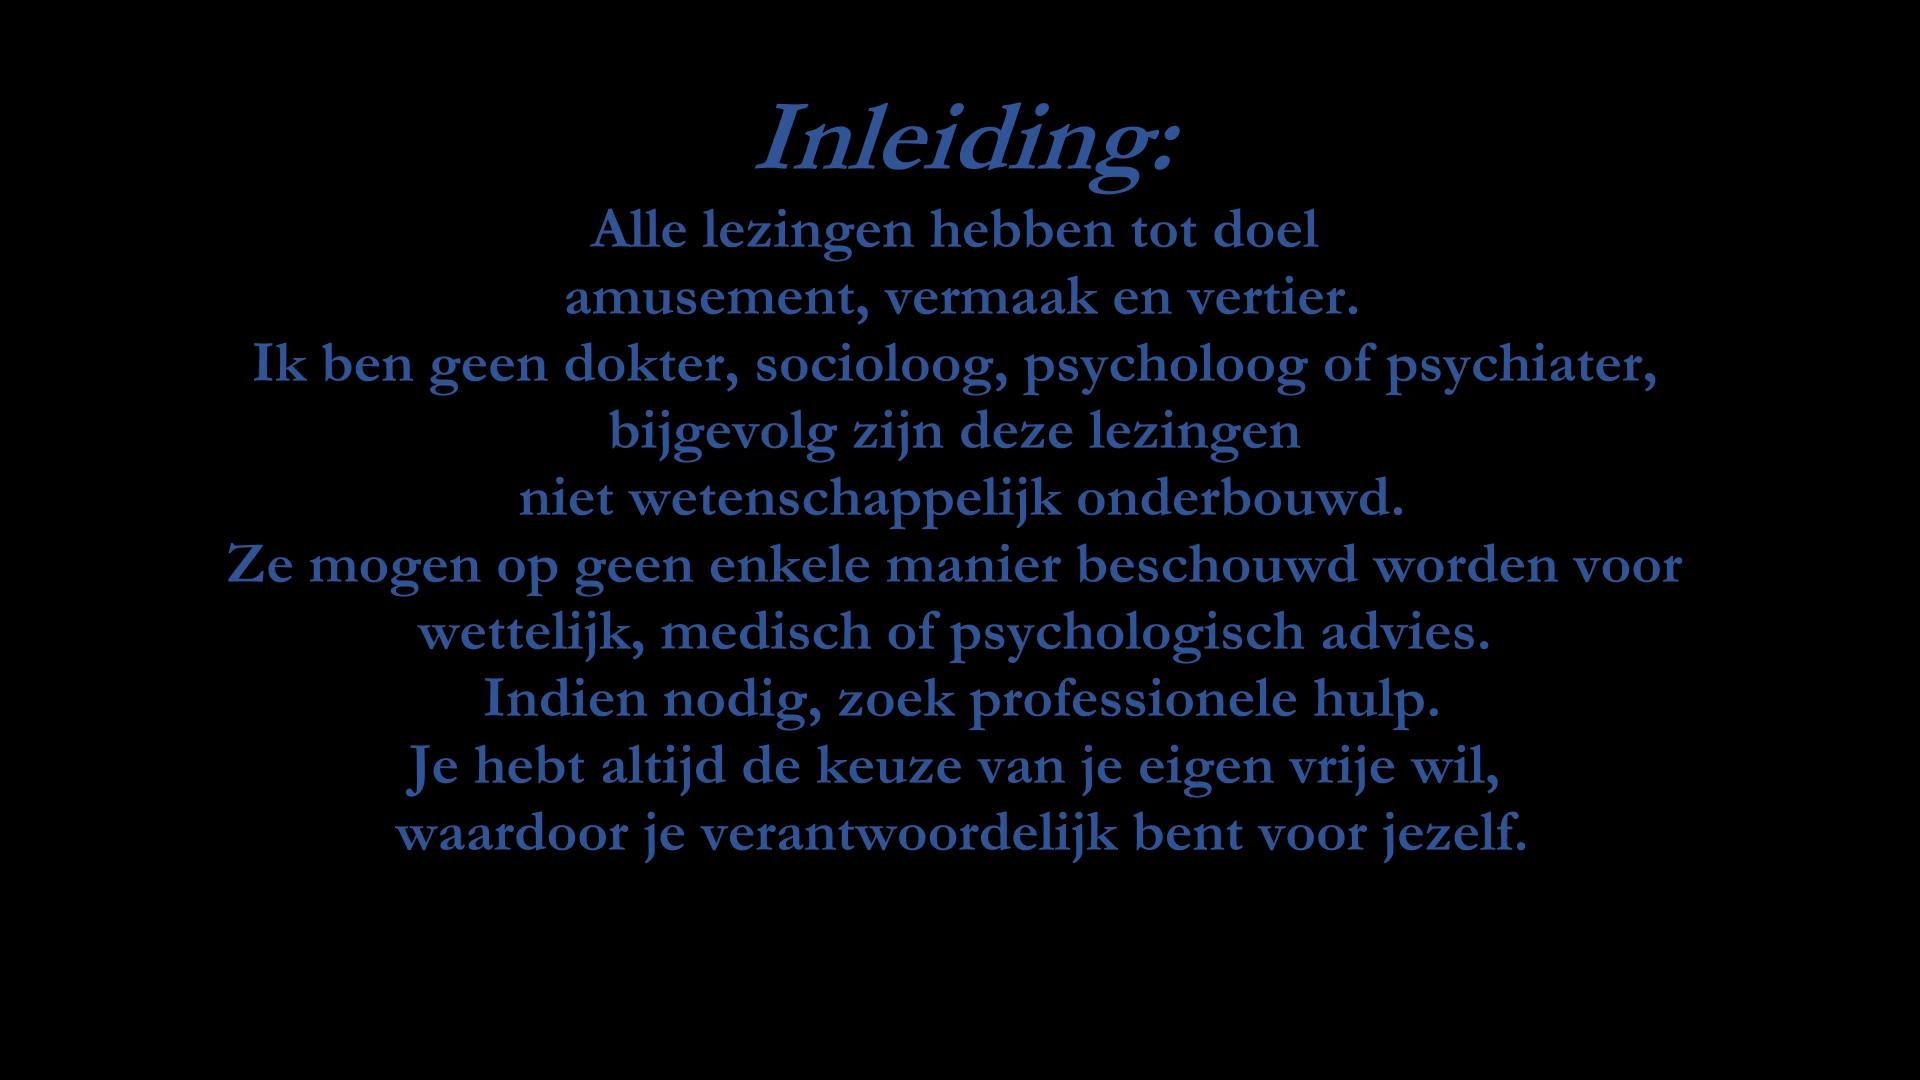 Inleiding:
Alle lezingen hebben tot doel
amusement, vermaak en vertier.
Ik ben geen dokter, socioloog, psycholoog of psychiater,
bijgevolg zijn deze lezingen
niet wetenschappelijk onderbouwd.
Ze mogen op geen enkele manier beschouwd worden voor
wettelijk, medisch of psychologisch advies.
Indien nodig, zoek professionele hulp.
Je hebt altijd de keuze van je eigen vrije wil,
waardoor je verantwoordelijk bent voor jezelf.